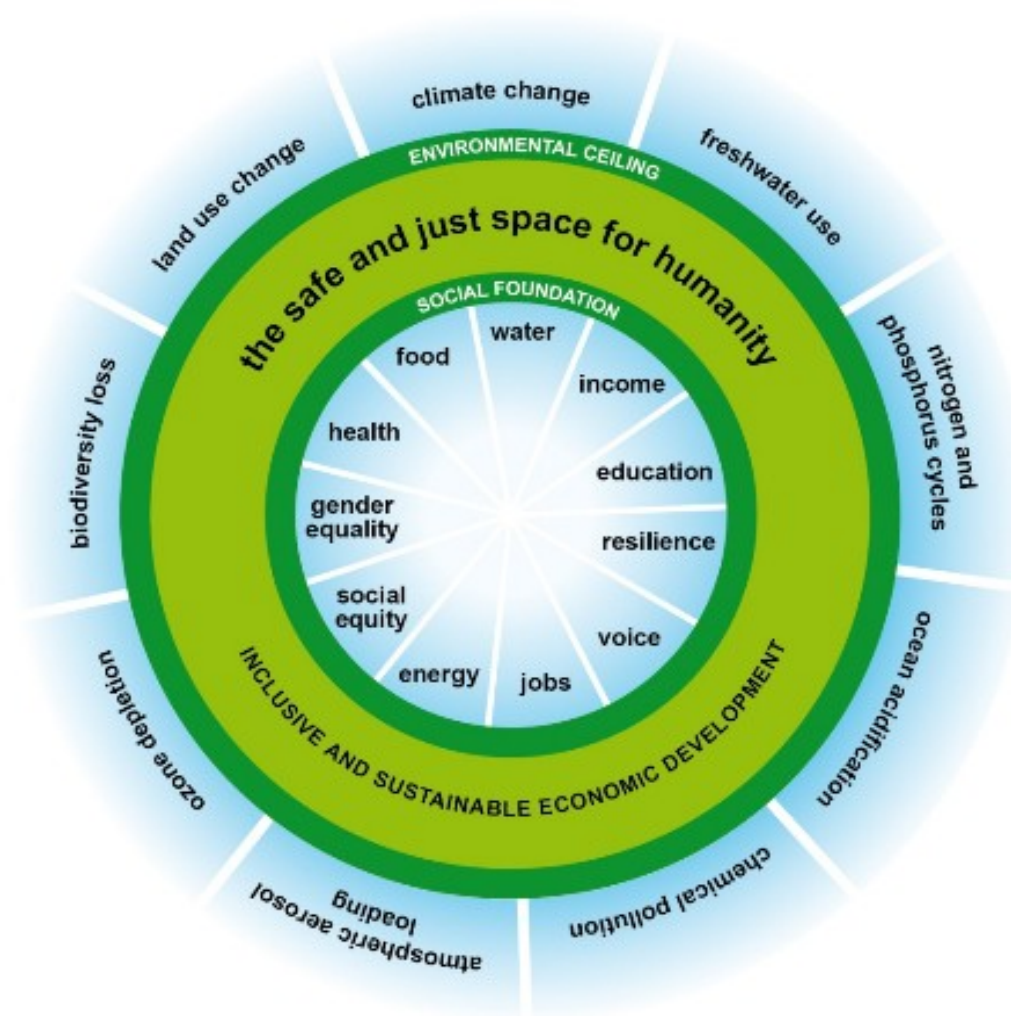 climate change
freshwater use
nitrogen and
phosphorus cycles
ocean acidification
chemical pollution
atmospheric aerosol
loading
ozone depletion
biodiversity loss
land use change
ENVIRONMENTAL CEILING
the safe and just space for humanity
SOCIAL FOUNDATION
water
income
education
resilience
voice
jobs
energy
social
equity
gender
equality
health
food
INCLUSIVE AND SUSTAINABLE ECONOMIC DEVELOPMENT